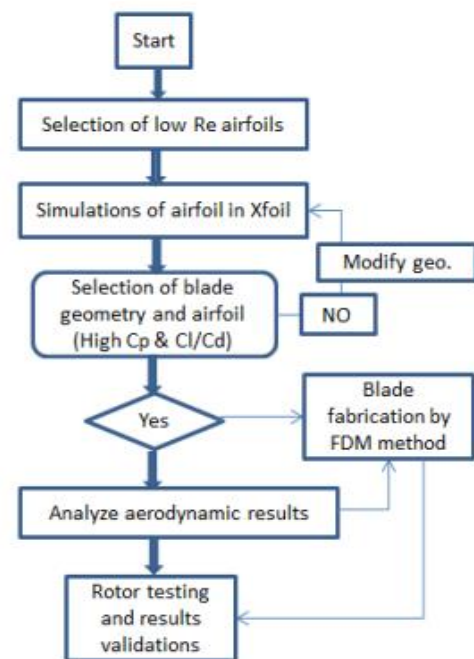 Start
Selection of low Re airfoils
Simulations of airfoil in Xfoil
Modify geo.
Selection of blade
geometry and airfoil
(High Cp & Cl/Cd)
NO
Yes
Blade
fabrication by
FDM method
Analyze aerodynamic results
Rotor testing
and results
validations